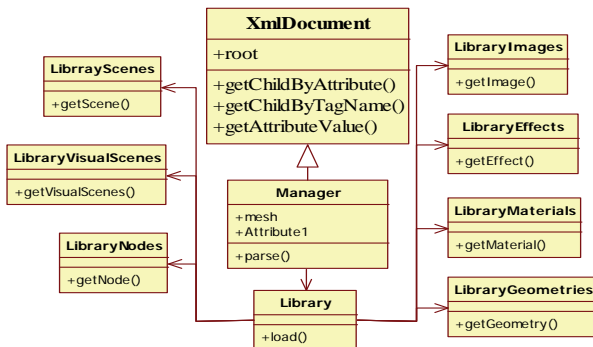 XmlDocument
+root
+getChildByAttribute()
+getChildByTagName()
+getAttributeValue()
LibrrayScenes
+getScene()
LibraryVisualScenes
+getVisualScenes()
LibraryNodes
+getNode()
Manager
+mesh
+Attribute1
+parse()
Library
+load()
LibraryImages
+getImage()
LibraryEffects
+getEffect()
LibraryMaterials
+getMaterial()
LibraryGeometries
+getGeometry()